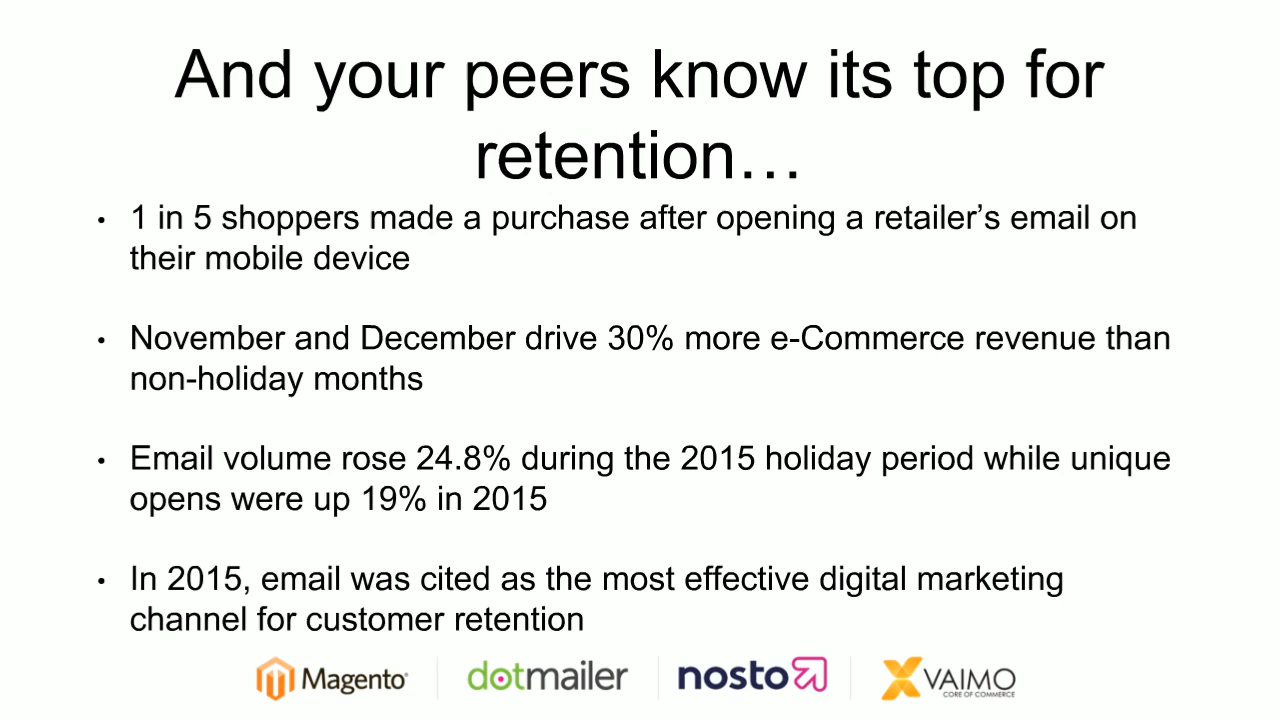 And your peers know its top for
retention…
• 1 in 5 shoppers made a purchase after opening a retailer’s email on
their mobile device
• November and December drive 30% more e-Commerce revenue than
non-holiday months
• Email volume rose 24.8% during the 2015 holiday period while unique
opens were up 19% in 2015
• In 2015, email was cited as the most effective digital marketing
channel for customer retention
Magento dotmailer nosto VAIMO
CORE OF COMMERCE